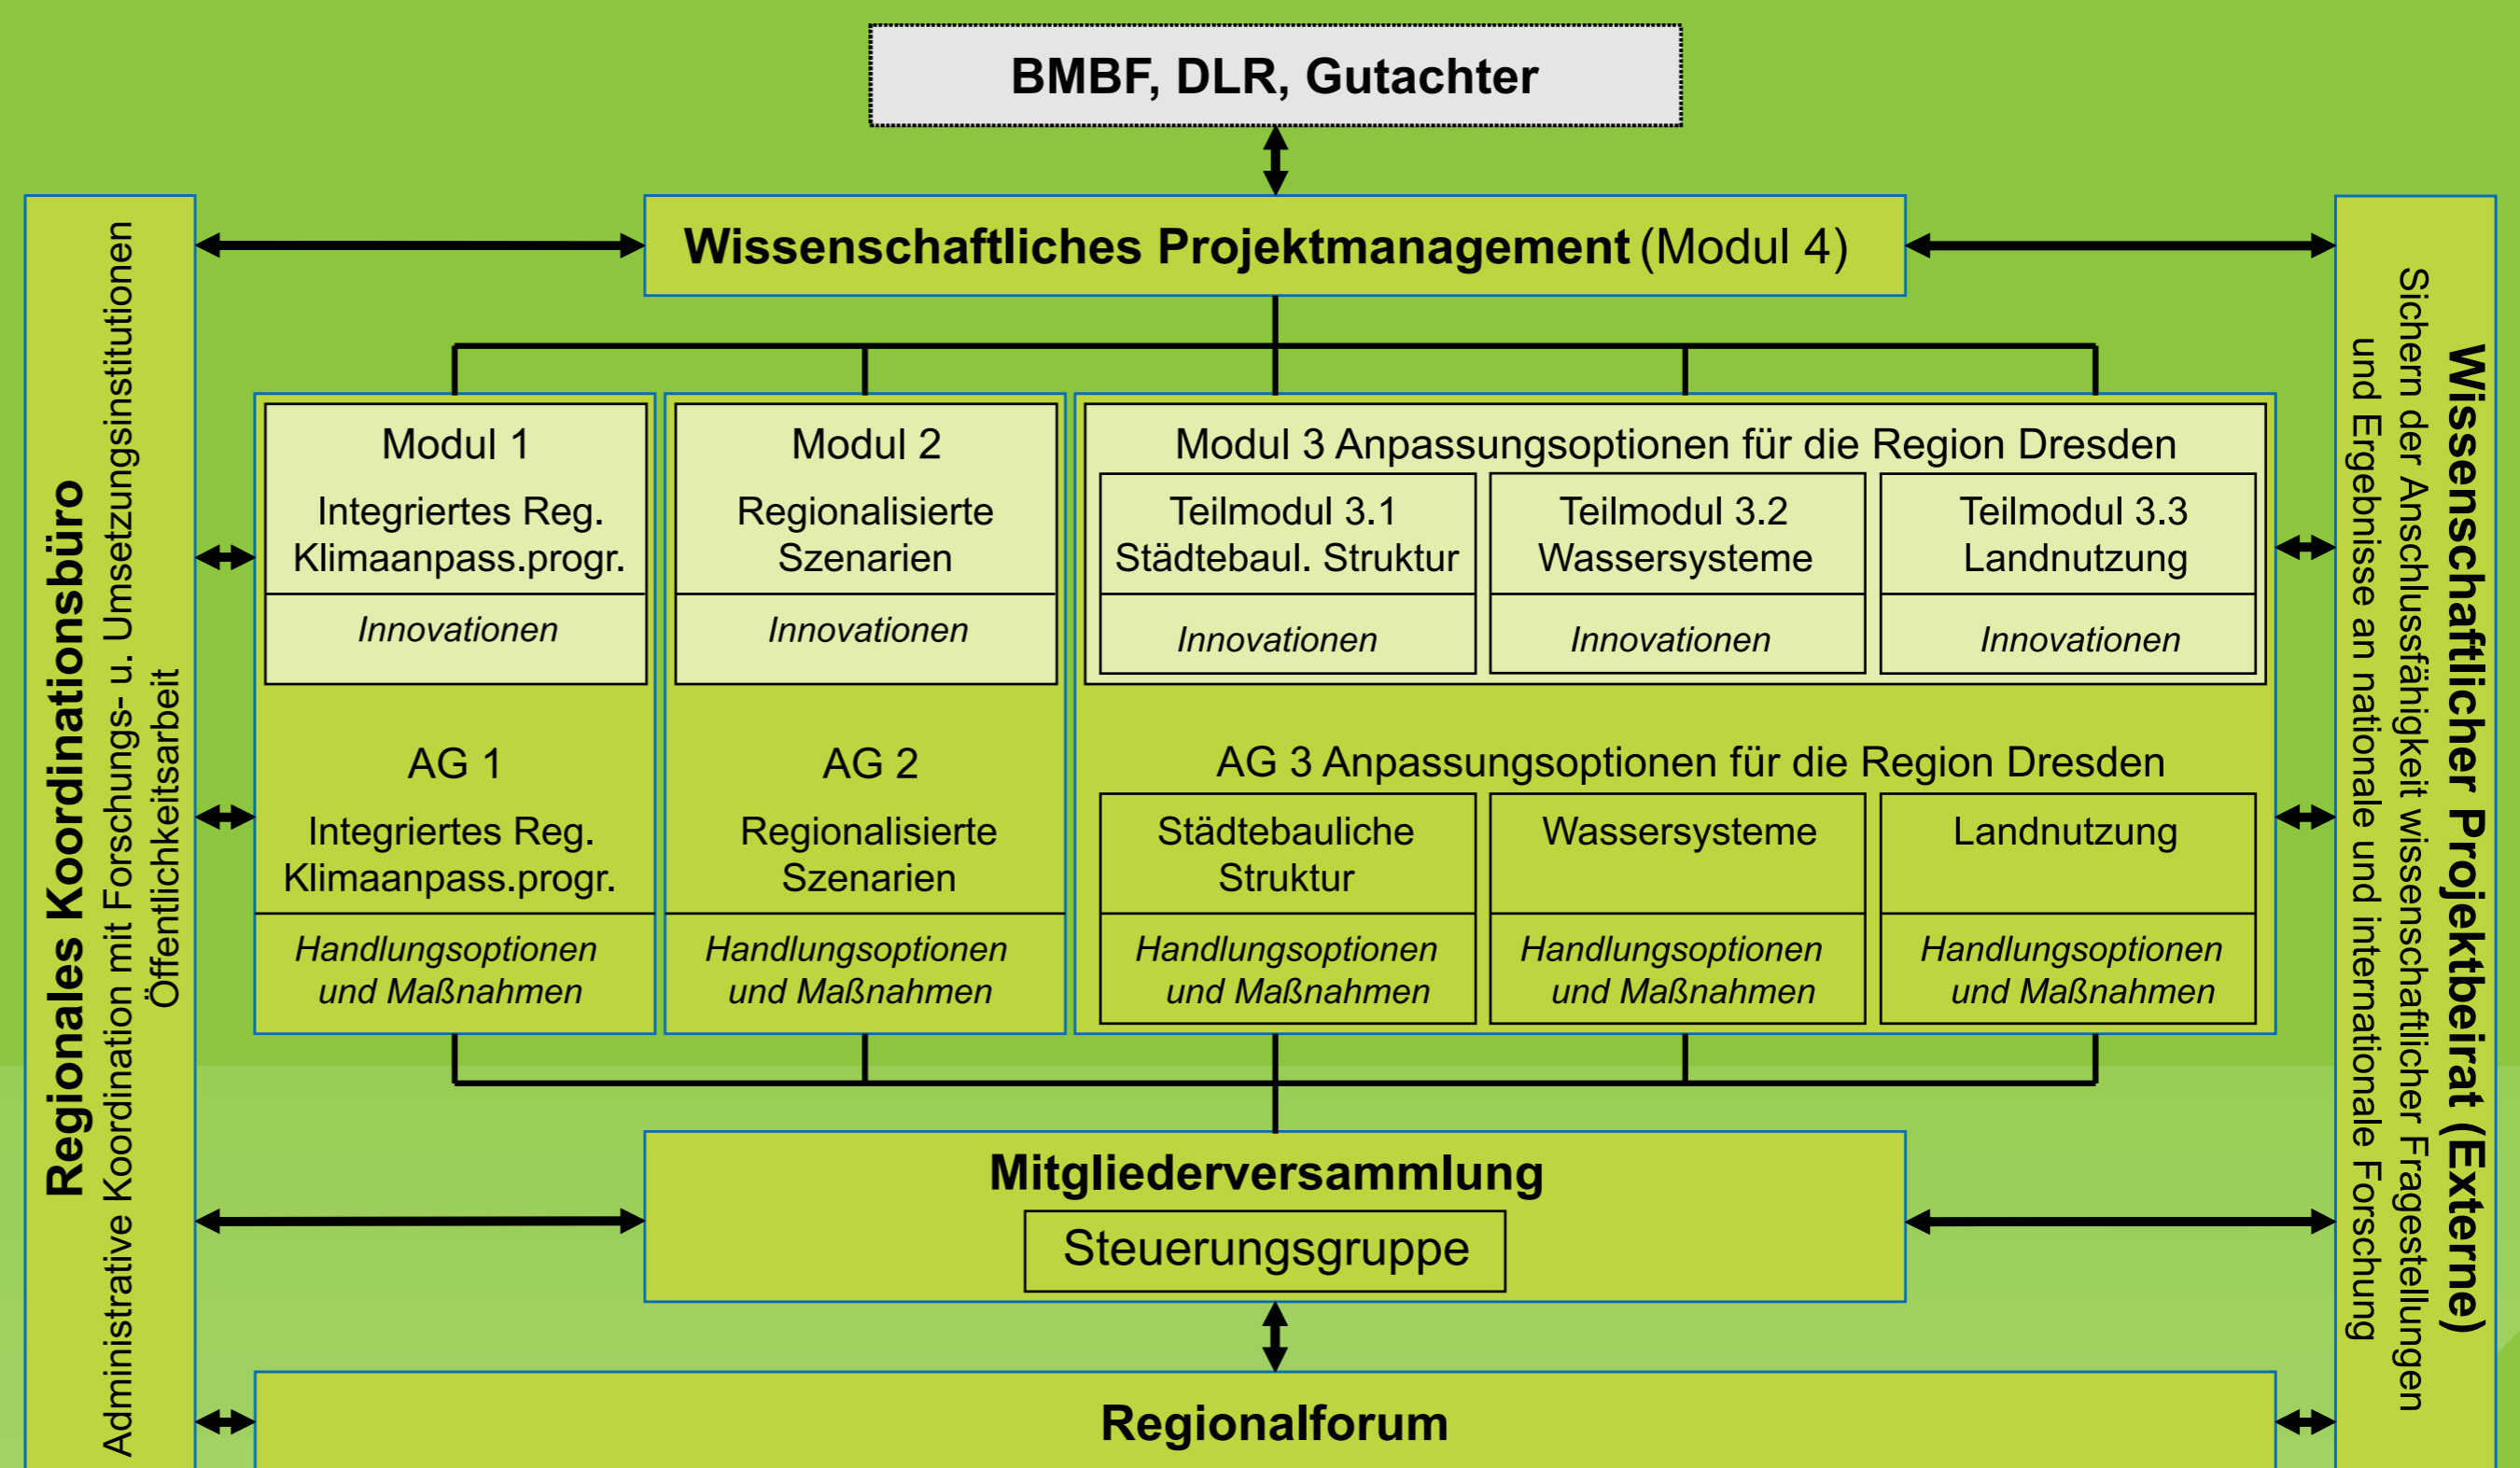 BMBF, DLR, Gutachter
Wissenschaftliches Projektmanagement (Modul 4)
Regionales Koordinationsbüro
Administrative Koordination mit Forschungs- u. Umsetzungsinstitutionen
Öffentlichkeitsarbeit
Modul 1
Integriertes Reg.
Klimaanpass.progr.
Innovationen
Modul 2
Regionalisierte
Szenarien
Innovationen
Modul 3 Anpassungsoptionen für die Region Dresden
Teilmodul 3.1
Städtebaul. Struktur
Innovationen
Teilmodul 3.2
Wassersysteme
Innovationen
Teilmodul 3.3
Landnutzung
Innovationen
AG 1
Integriertes Reg.
Klimaanpass.progr.
Handlungsoptionen
und Maßnahmen
AG 2
Regionalisierte
Szenarien
Handlungsoptionen
und Maßnahmen
AG 3 Anpassungsoptionen für die Region Dresden
Städtebauliche
Struktur
Handlungsoptionen
und Maßnahmen
Wassersysteme
Handlungsoptionen
und Maßnahmen
Landnutzung
Handlungsoptionen
und Maßnahmen
Wissenschaftlicher Projektbeirat (Externe)
Sichern der Anschlussfähigkeit wissenschaftlicher Fragestellungen
und Ergebnisse an nationale und internationale Forschung
Mitgliederversammlung
Steuerungsgruppe
Regionalforum